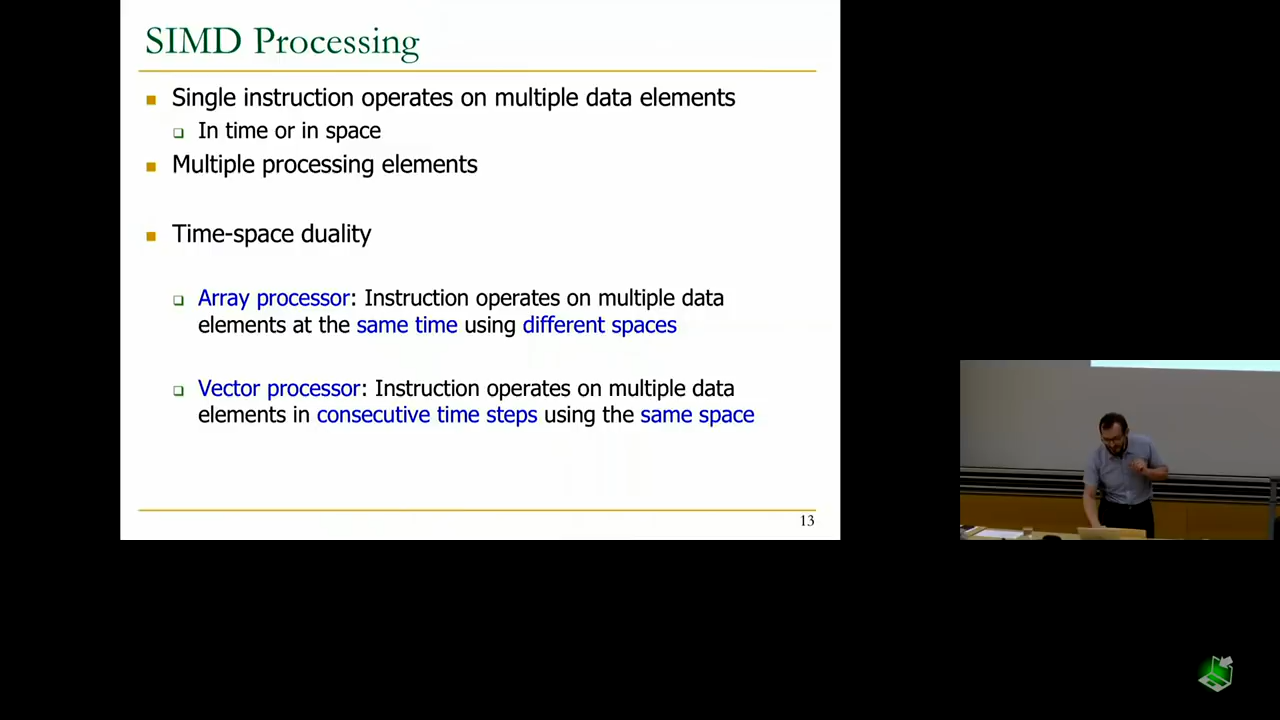 SIMD Processing
Single instruction operates on multiple data elements
In time or in space
Multiple processing elements
Time-space duality
Array processor: Instruction operates on multiple data
elements at the same time using different spaces
Vector processor: Instruction operates on multiple data
elements in consecutive time steps using the same space
13